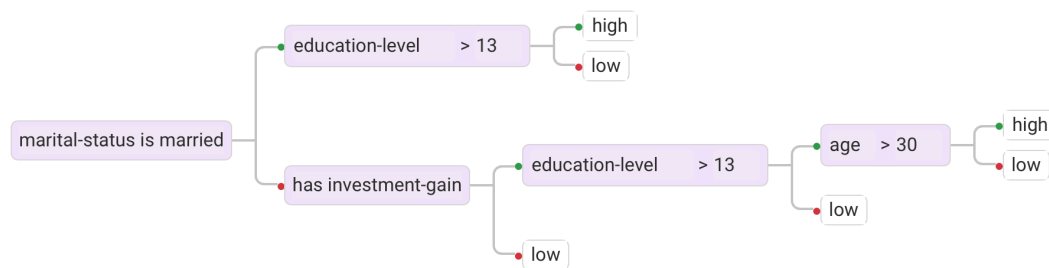 high
education-level > 13
low
high
marital-status is married
age > 30
education-level > 13
low
has investment-gain
low
low